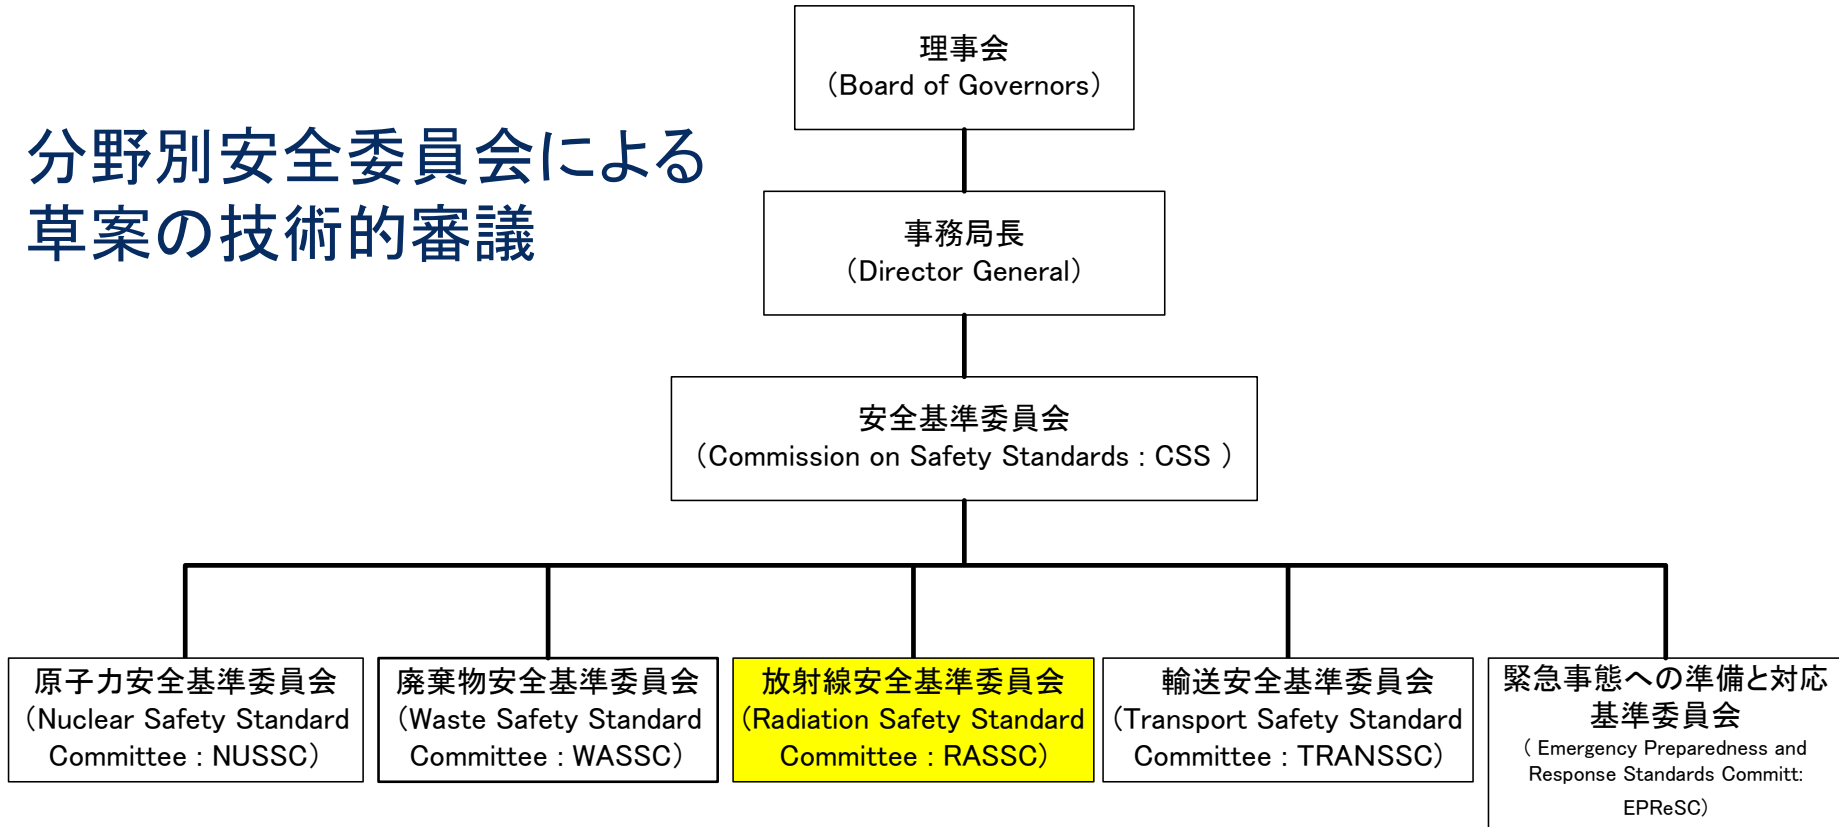 分野別安全委員会による
草案の技術的審議
理事会
（Board of Governors）
事務局長
（Director General）
安全基準委員会
（Commission on Safety Standards : CSS ）
原子力安全基準委員会
（Nuclear Safety Standard
Committee : NUSSC）
廃棄物安全基準委員会
（Waste Safety Standard
Committee : WASSC）
放射線安全基準委員会
（Radiation Safety Standard
Committee : RASSC）
輸送安全基準委員会
（Transport Safety Standard
Committee : TRANSSC）
緊急事態への準備と対応
基準委員会
（ Emergency Preparedness and
Response Standards Committ:
EPReSC）